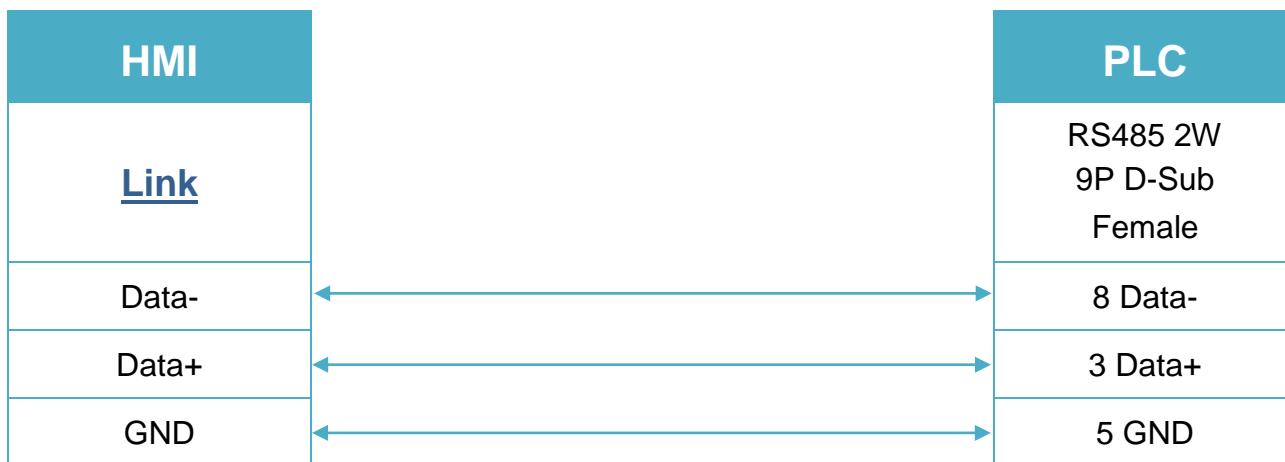 HMI
PLC
Link
RS485 2W
9P D-Sub
Female
Data-
8 Data-
Data+
3 Data+
GND
5 GND